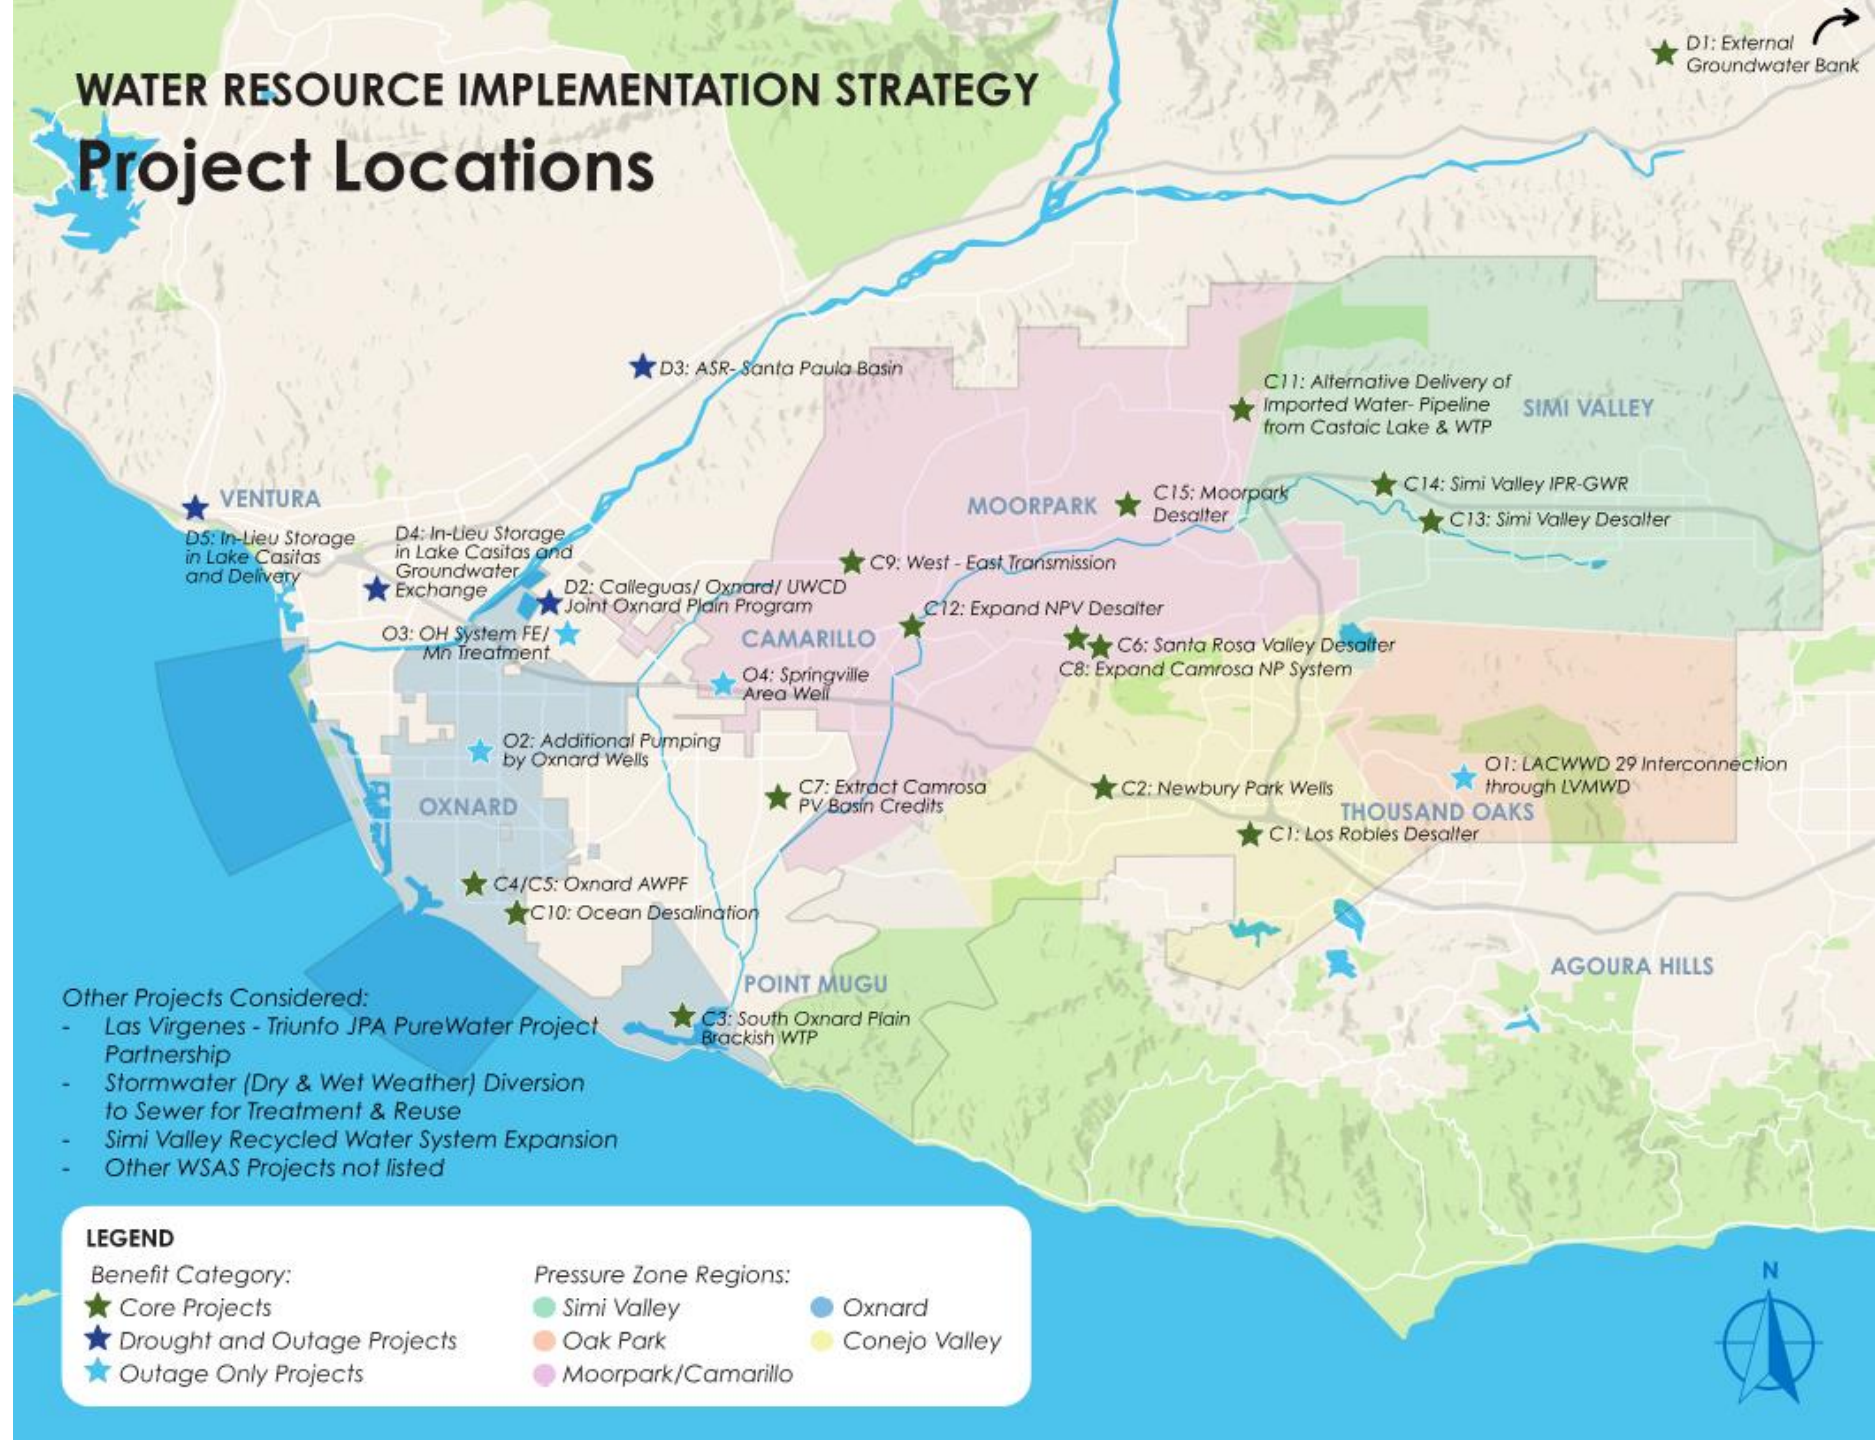 D1: External
Groundwater Bank
WATER RESOURCE IMPLEMENTATION STRATEGY
Project Locations
D3: ASR- Santa Paula Basin
C11: Alternative Delivery of
Imported Water- Pipeline
from Castaic Lake & WTP
SIMI VALLEY
VENTURA
D5: In-Lieu Storage
in Lake Casitas
and Delivery
D4: In-Lieu Storage
in Lake Casitas and
Groundwater
Exchange
MOORPARK
C15: Moorpark
Desalter
C14: Simi Valley IPR-GWR
C13: Simi Valley Desalter
C9: West - East Transmission
D2: Calleguas/ Oxnard/ UWCD
Joint Oxnard Plain Program
C12: Expand NPV Desalter
O3: OH System FE/
Mn Treatment
CAMARILLO
C6: Santa Rosa Valley Desalter
C8: Expand Camrosa NP System
O4: Springville
Area Well
O2: Additional Pumping
by Oxnard Wells
O1: LACWWD 29 Interconnection
through LVMWD
C7: Extract Camrosa
PV Basin Credits
C2: Newbury Park Wells
OXNARD
THOUSAND OAKS
C1: Los Robles Desalter
C4/C5: Oxnard AWPF
C10: Ocean Desalination
AGOURA HILLS
POINT MUGU
C3: South Oxnard Plain
Brackish WTP
Other Projects Considered:
- Las Virgenes - Triunfo JPA PureWater Project
Partnership
- Stormwater (Dry & Wet Weather) Diversion
to Sewer for Treatment & Reuse
- Simi Valley Recycled Water System Expansion
- Other WSAS Projects not listed
LEGEND
Benefit Category:
Core Projects
Drought and Outage Projects
Outage Only Projects
Pressure Zone Regions:
Simi Valley
Oak Park
Moorpark/Camarillo
Oxnard
Conejo Valley
N